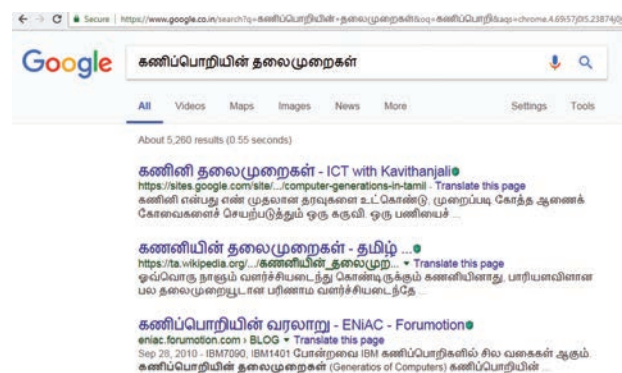 Secure https://www.google.co.in/search?q=கணிப்பொறியின்+தலைமுறைகள்&oq=கணிப்பொறி&aqs=chrome.4.69i57j0l5.23874j0j
Google கணிப்பொறியின் தலைமுறைகள்
All Videos Maps Images News More Settings Tools
About 5,260 results (0.55 seconds)
கணினி தலைமுறைகள் - ICT with Kavithanjali
https://sites.google.com/site/.../computer-generations-in-tamil - Translate this page
கணினி என்பது எண் முதலான தரவுகளை உட்கொண்டு, முறைப்படி கோத்த ஆணைக்
கோவைகளைச் செயற்படுத்தும் ஒரு கருவி. ஒரு பணியைச் ...
கணனியின் தலைமுறைகள் - தமிழ் ...
https://ta.wikipedia.org/.../கணனியின்_தலைமுற... Translate this page
ஒவ்வொரு நாளும் வளர்ச்சியடைந்து கொண்டிருக்கும் கணனியினாது, பாரியளவிளான
பல தலைமுறையூடான பரிணாம வளர்ச்சியடைந்தே ...
கணிப்பொறியின் வரலாறு - ENiAC - Forumotion
eniac.forumotion.com › BLOG Translate this page
Sep 28, 2010 - IBM7090, IBM1401 போன்றவை IBM கணிப்பொறிகளில் சில வகைகள் ஆகும்.
கணிப்பொறியின் தலைமுறைகள் (Generatios of Computers) கணிப்பொறியின் ...